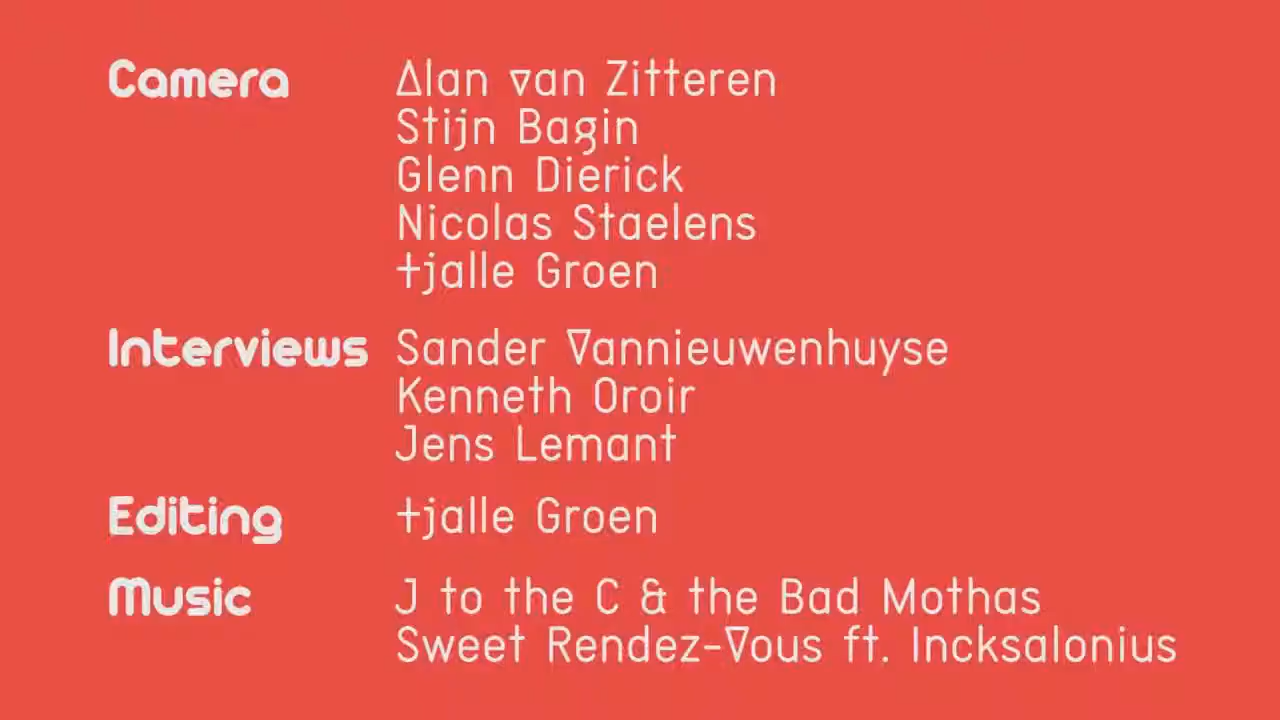 Camera Alan van Zitteren
Stijn Bagin
Glenn Dierick
Nicolas Staelens
Tjalle Groen
Interviews Sander Vannieuwenhuyse
Kenneth Oroir
Jens Lemant
Editing Tjalle Groen
Music J to the C & the Bad Mothas
Sweet Rendez-Vous ft. Incksalonius